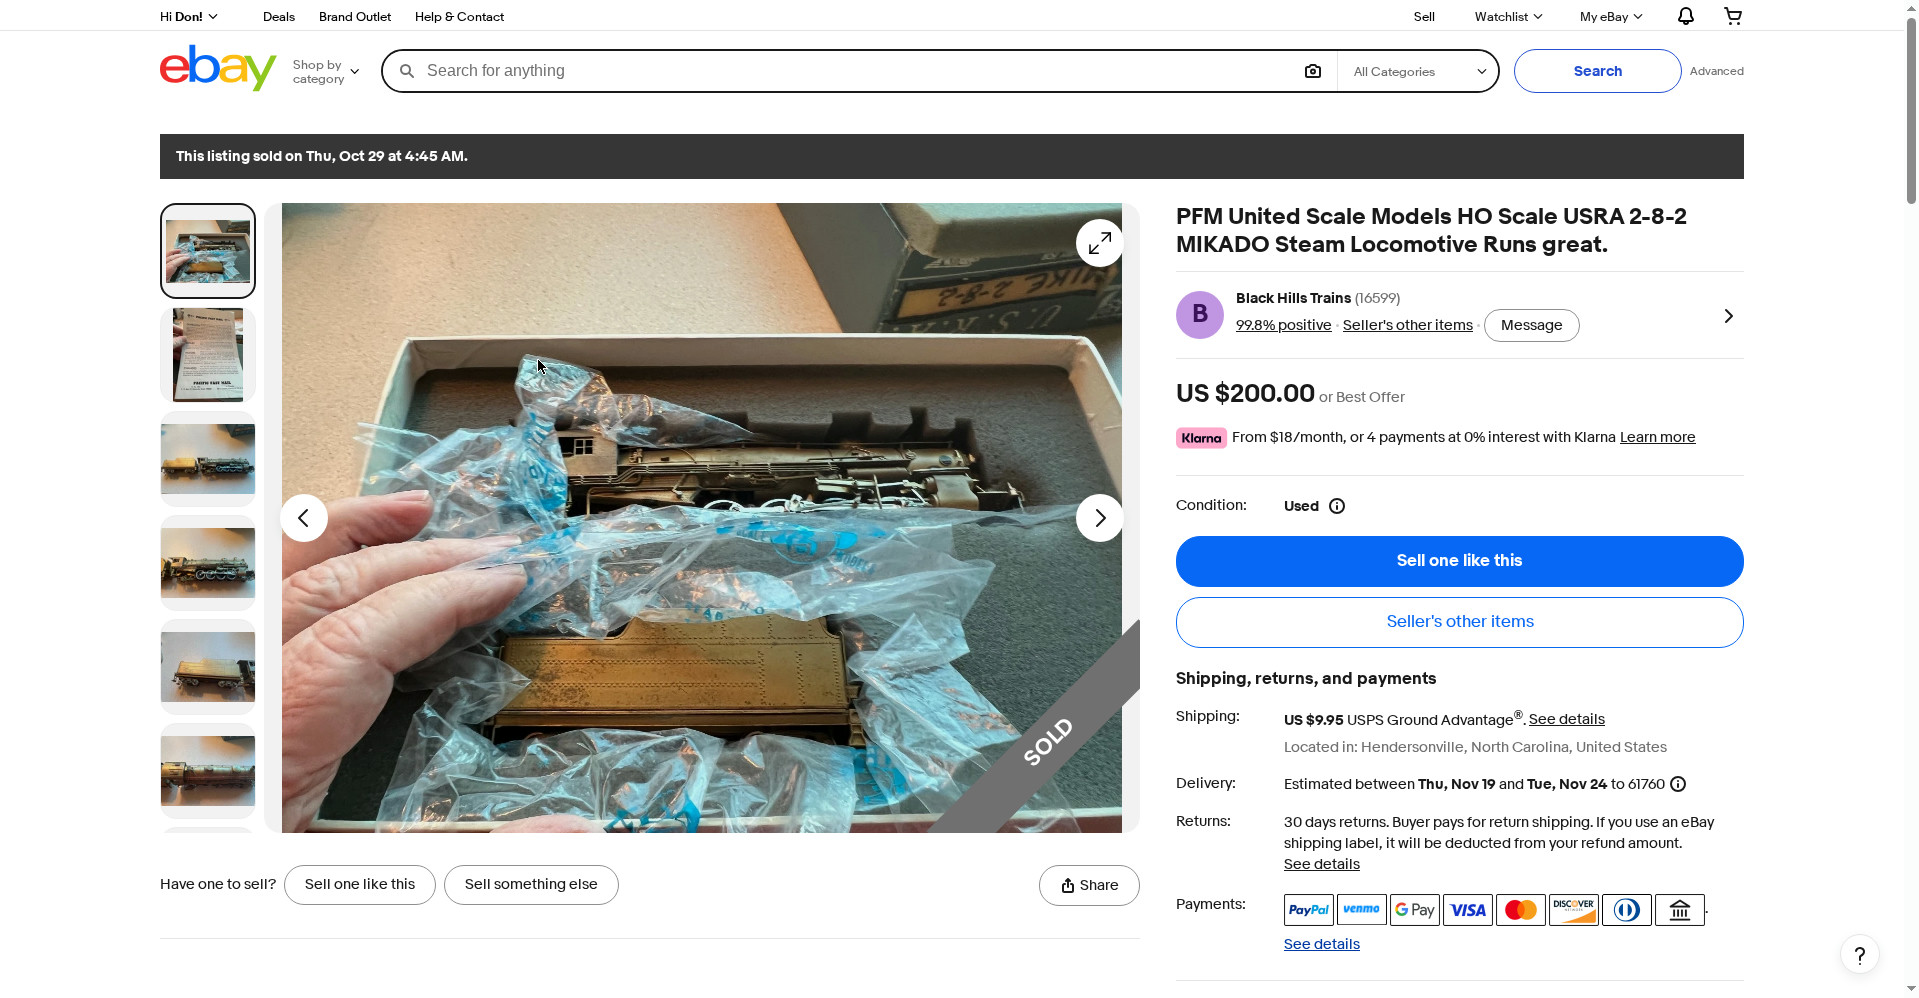 Hi Don!
Deals
Brand Outlet
Help & Contact
Sell
Watchlist
My eBay
ebay
Shop by
category
Search for anything
All Categories
Search
Advanced
This listing sold on Thu, Oct 29 at 4:45 AM.
PFM United Scale Models HO Scale USRA 2-8-2
MIKADO Steam Locomotive Runs great.
B
Black Hills Trains (16599)
99.8% positive · Seller's other items · Message
US $200.00 or Best Offer
Klarna From $18/month, or 4 payments at 0% interest with Klarna Learn more
Condition: Used
Sell one like this
Seller's other items
Shipping, returns, and payments
Shipping: US $9.95 USPS Ground Advantage®. See details
Located in: Hendersonville, North Carolina, United States
Delivery: Estimated between Thu, Nov 19 and Tue, Nov 24 to 61760
Returns: 30 days returns. Buyer pays for return shipping. If you use an eBay
shipping label, it will be deducted from your refund amount.
See details
Payments: PayPal venmo G Pay VISA DISCOVER
See details
MIKE 2-8-2
U.S.R.A.
SOLD
PACIFIC FAST MAIL
Have one to sell? Sell one like this Sell something else
Share
?